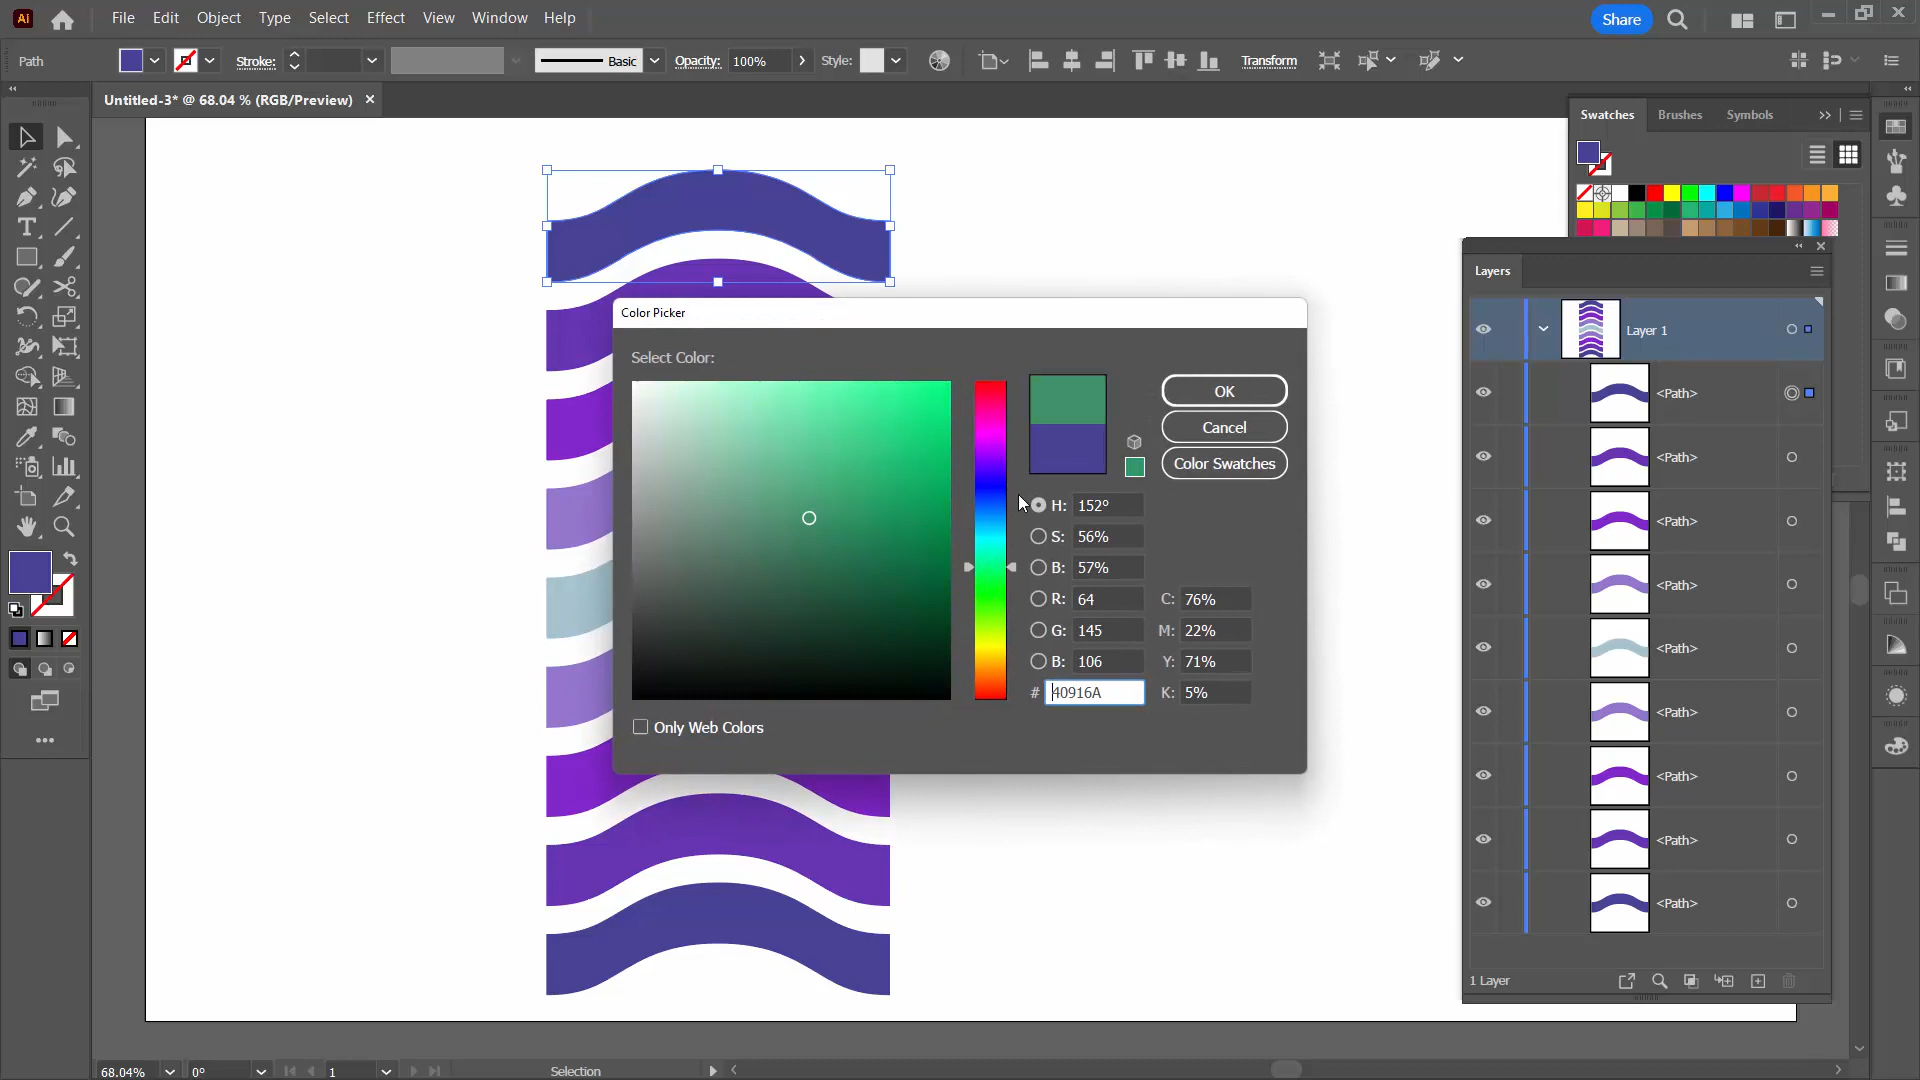 Ai File Edit Object Type Select Effect View Window Help Share
Path Stroke: Basic Opacity: 100% Style: Transform
Untitled-3* @ 68.04 % (RGB/Preview)
Swatches Brushes Symbols
Layers
Layer 1
<Path>
<Path>
<Path>
<Path>
<Path>
<Path>
<Path>
<Path>
<Path>
1 Layer
Color Picker
Select Color:
OK
Cancel
Color Swatches
H: 152°
S: 56%
B: 57%
R: 64 C: 76%
G: 145 M: 22%
B: 106 Y: 71%
# 40916A K: 5%
Only Web Colors
68.04% 0° 1 Selection